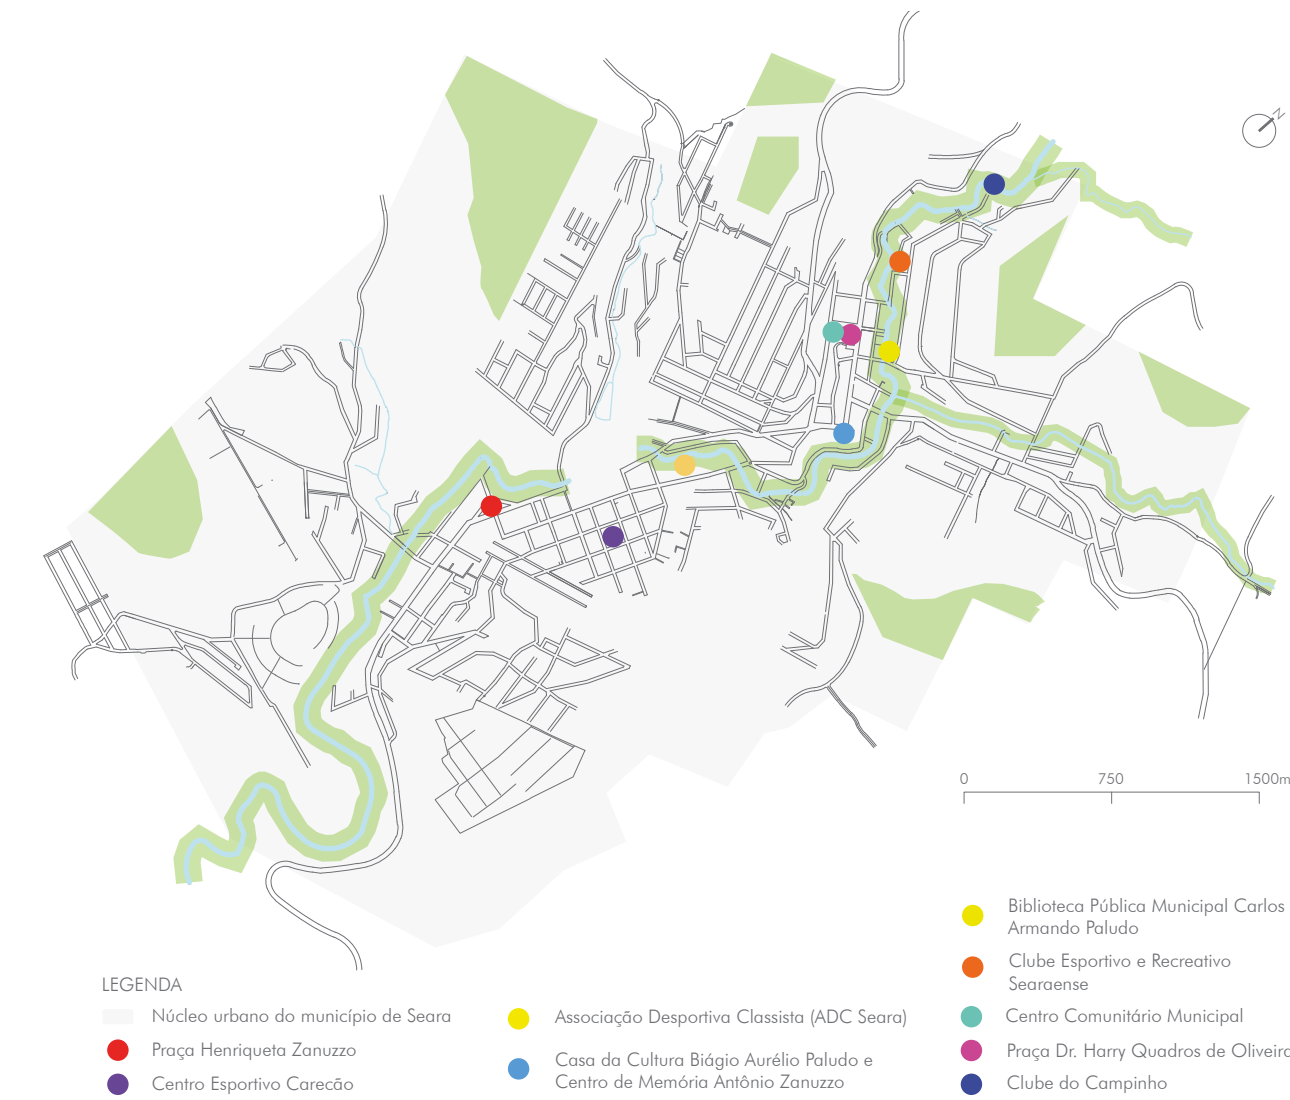 N
0 750 1500m
LEGENDA
Núcleo urbano do município de Seara
Praça Henriqueta Zanuzzo
Centro Esportivo Carecão
Associação Desportiva Classista (ADC Seara)
Casa da Cultura Biágio Aurélio Paludo e
Centro de Memória Antônio Zanuzzo
Biblioteca Pública Municipal Carlos
Armando Paludo
Clube Esportivo e Recreativo
Searaense
Centro Comunitário Municipal
Praça Dr. Harry Quadros de Oliveira
Clube do Campinho